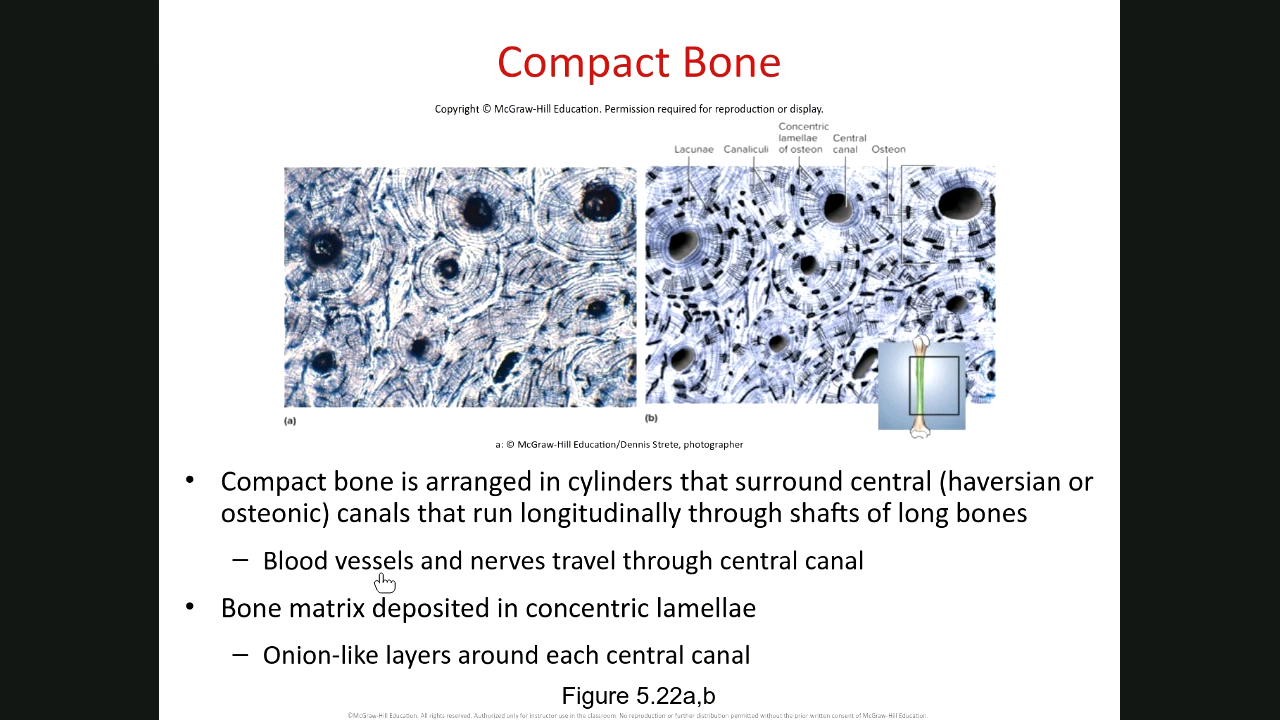 Compact Bone
Copyright © McGraw-Hill Education. Permission required for reproduction or display.
Concentric
lamellae
of osteon
Central
canal
Lacunae
Canaliculi
Osteon
(a)
(b)
a: © McGraw-Hill Education/Dennis Strete, photographer
• Compact bone is arranged in cylinders that surround central (haversian or
osteonic) canals that run longitudinally through shafts of long bones
– Blood vessels and nerves travel through central canal
• Bone matrix deposited in concentric lamellae
– Onion-like layers around each central canal
Figure 5.22a,b
©McGraw-Hill Education. All rights reserved. Authorized only for instructor use in the classroom. No reproduction or further distribution permitted without the prior written consent of McGraw-Hill Education.